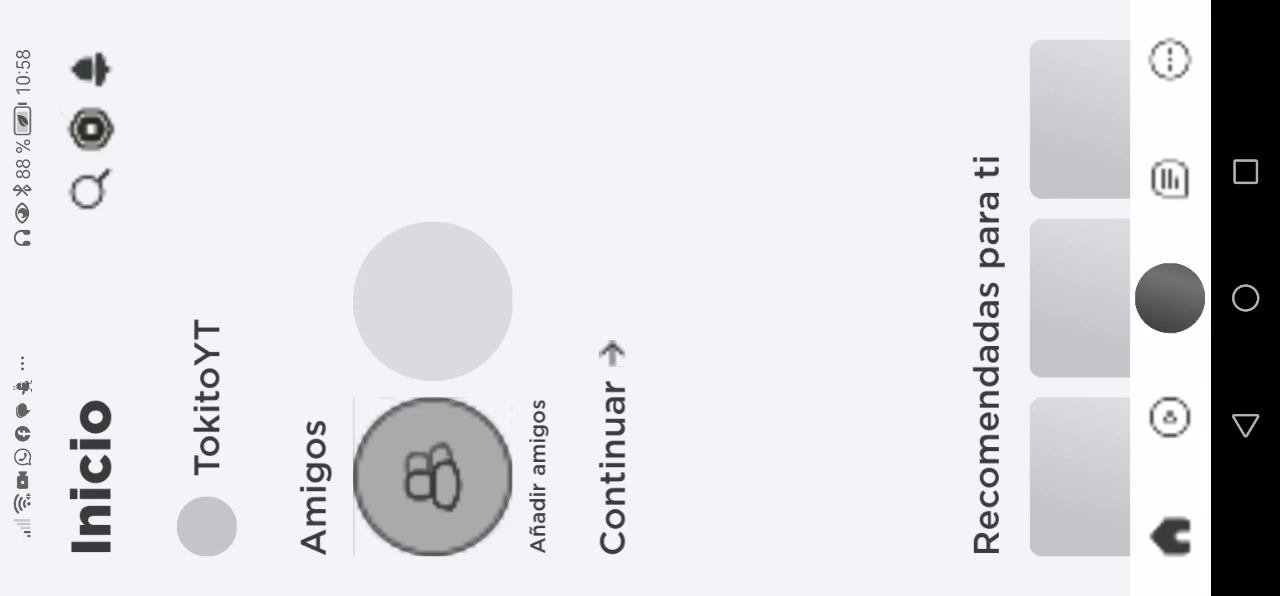 88 % 10:58
Inicio
TokitoYT
Amigos
Añadir amigos
Continuar
Recomendadas para ti